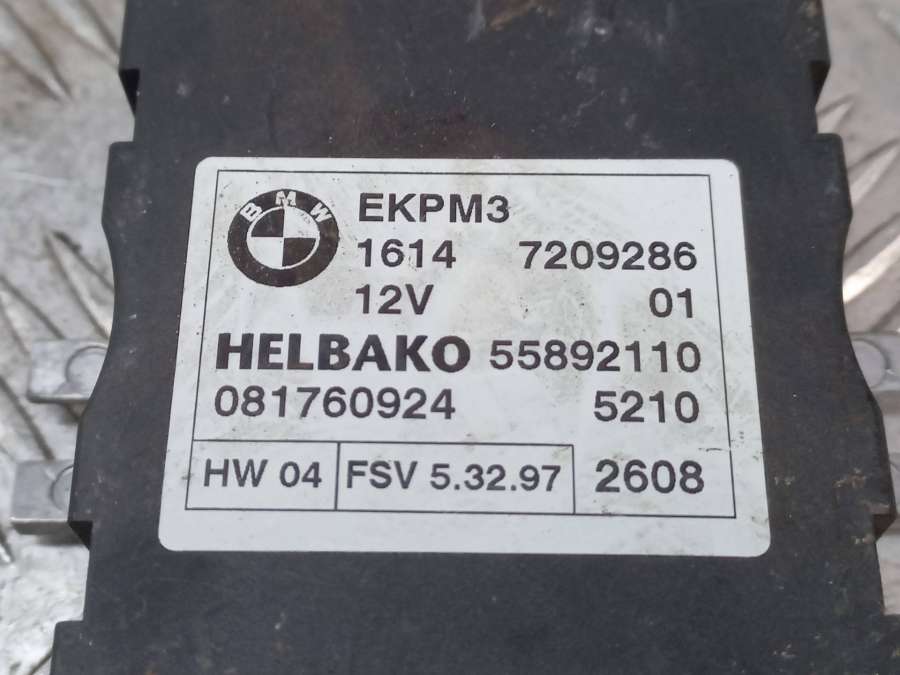 BMW
EKPM3
1614 7209286
12V 01
HELBAKO 55892110
081760924 5210
HW 04 FSV 5.32.97 2608